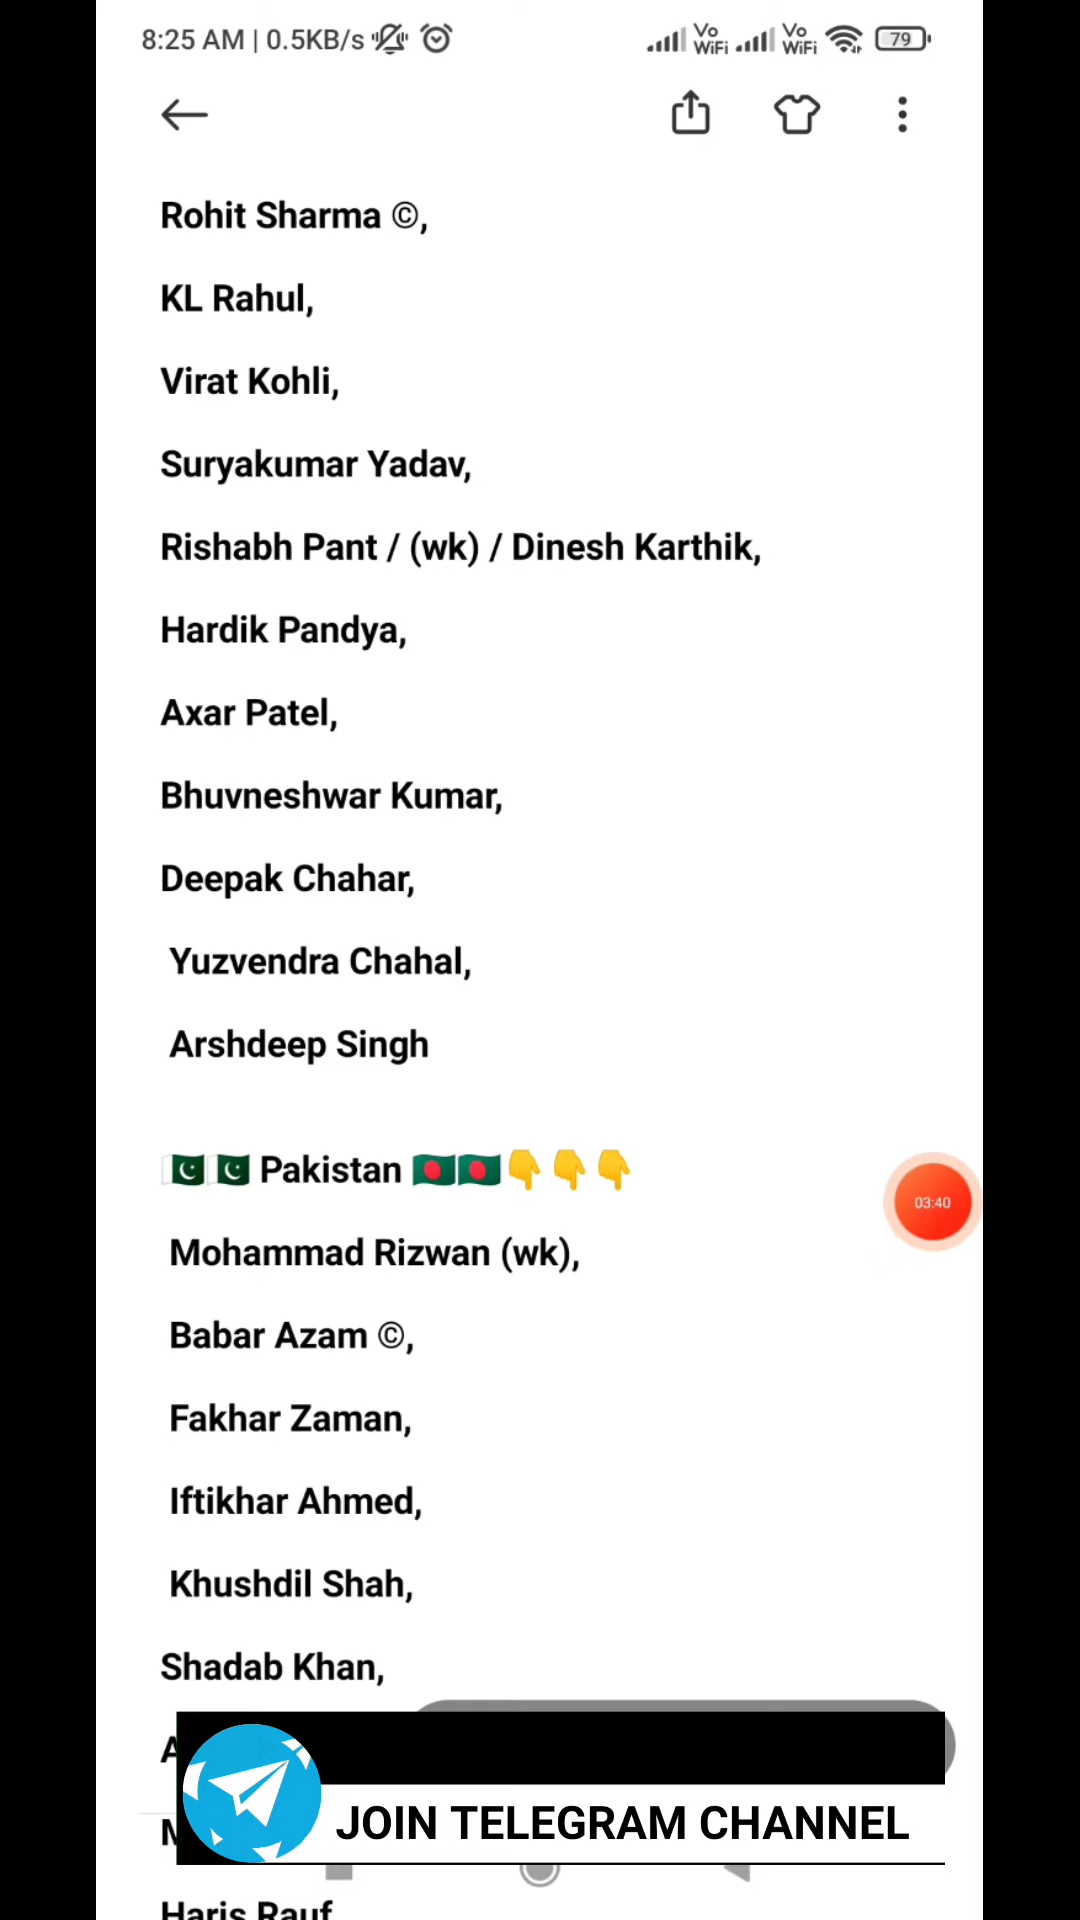 8:25 AM | 0.5KB/s Vo WiFi Vo WiFi 79
Rohit Sharma ©,
KL Rahul,
Virat Kohli,
Suryakumar Yadav,
Rishabh Pant / (wk) / Dinesh Karthik,
Hardik Pandya,
Axar Patel,
Bhuvneshwar Kumar,
Deepak Chahar,
Yuzvendra Chahal,
Arshdeep Singh
🇵🇰🇵🇰 Pakistan 🇧🇩🇧🇩👇👇👇
03:40
Mohammad Rizwan (wk),
Babar Azam ©,
Fakhar Zaman,
Iftikhar Ahmed,
Khushdil Shah,
Shadab Khan,
JOIN TELEGRAM CHANNEL
Haris Rauf